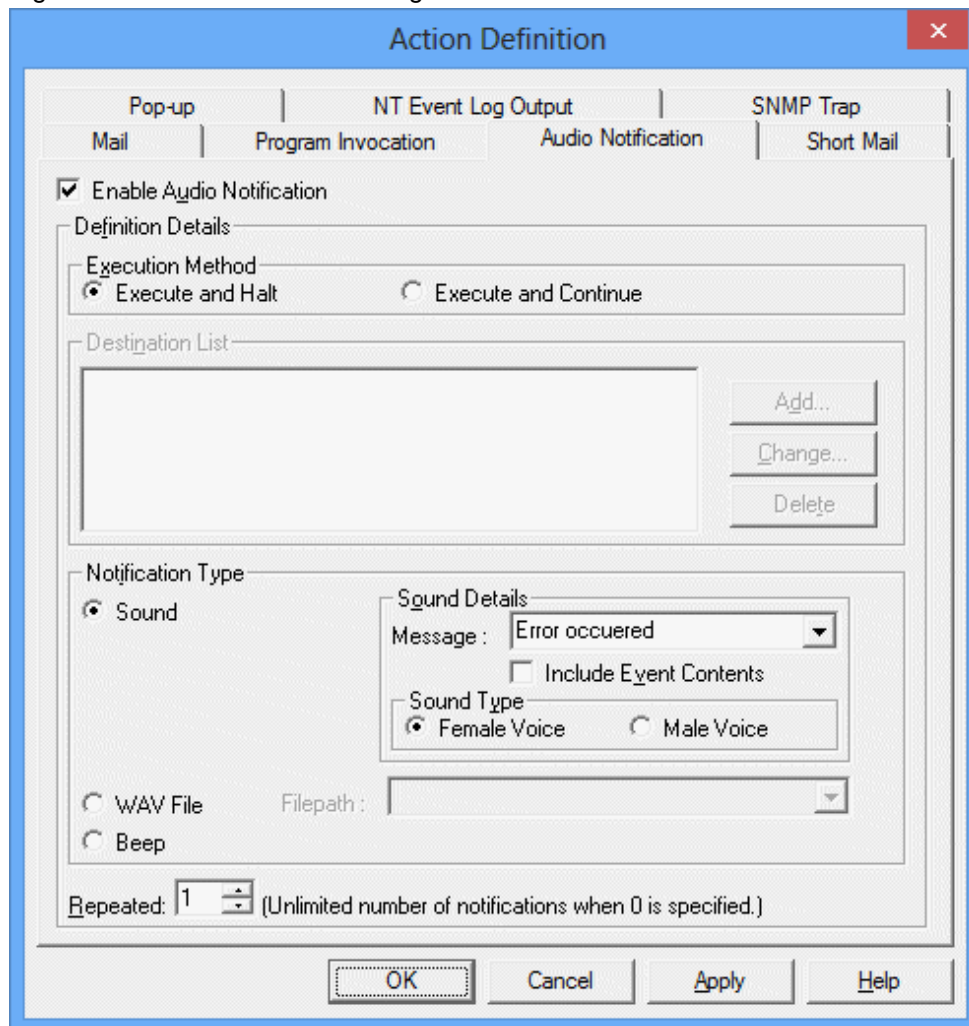 Action Definition
Pop-up NT Event Log Output SNMP Trap
Mail Program Invocation Audio Notification Short Mail
Enable Audio Notification
Definition Details
Execution Method
Execute and Halt Execute and Continue
Destination List
Add...
Change...
Delete
Notification Type
Sound
Sound Details
Message : Error occuered
Include Event Contents
Sound Type
Female Voice Male Voice
WAV File Filepath :
Beep
Repeated: 1 (Unlimited number of notifications when 0 is specified.)
OK Cancel Apply Help